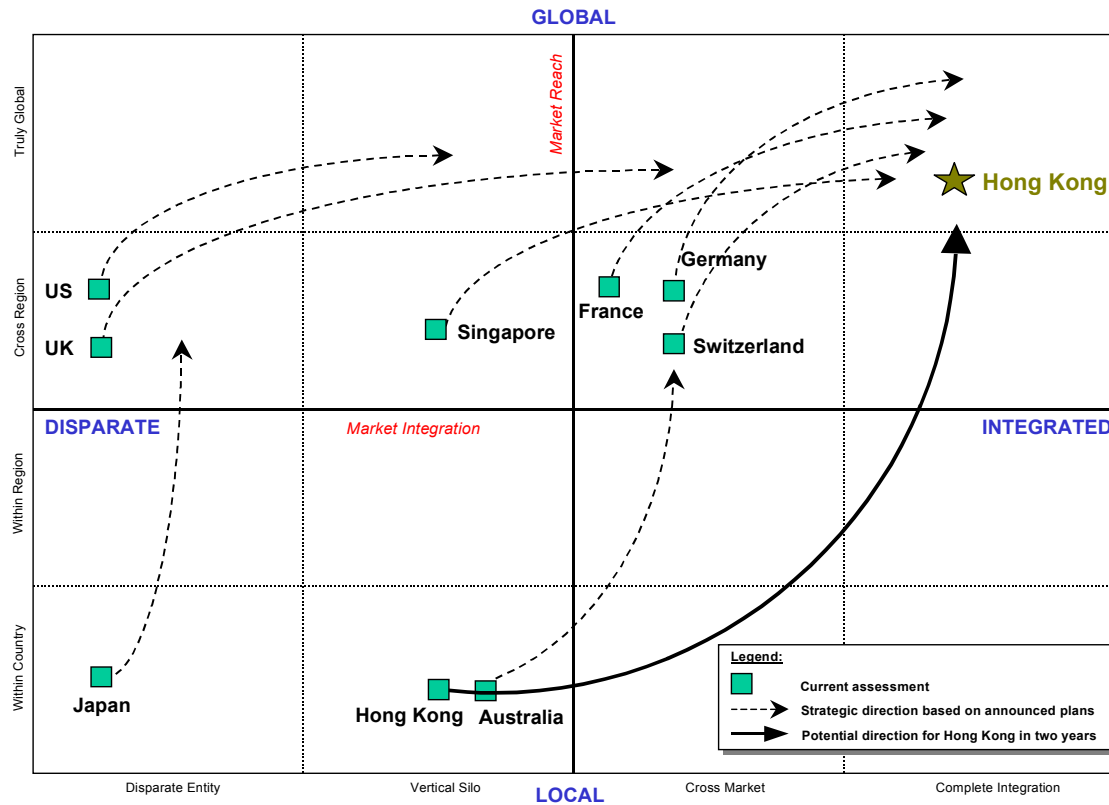 GLOBAL
Truly Global
Market Reach
Hong Kong
Cross Region
US
Germany
France
UK
Singapore
Switzerland
DISPARATE
Market Integration
INTEGRATED
Within Region
Within Country
Japan
Hong Kong
Australia
Legend:
Current assessment
Strategic direction based on announced plans
Potential direction for Hong Kong in two years
Disparate Entity
Vertical Silo
LOCAL
Cross Market
Complete Integration